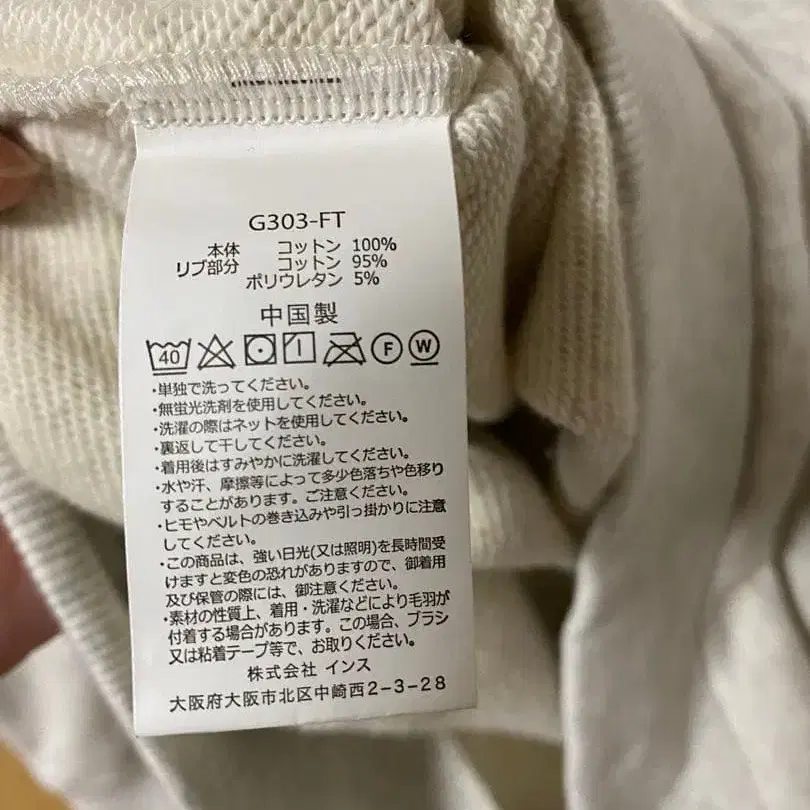 G303-FT
本体 コットン 100%
リブ部分 コットン 95%
ポリウレタン 5%
中国製
40 F W
・単独で洗ってください。
・無蛍光洗剤を使用してください。
・洗濯の際はネットを使用してください。
・裏返して干してください。
・着用後はすみやかに洗濯してください。
・水や汗、摩擦等によって多少色落ちや色移り
することがあります。ご注意ください。
・ヒモやベルトの巻き込みや引っ掛かりに注意
してください。
・この商品は、強い日光(又は照明)を長時間受
けますと変色の恐れがありますので、御着用
及び保管の際には、御注意ください。
・素材の性質上、着用・洗濯などにより毛羽が
付着する場合があります。この場合、ブラシ
又は粘着テープ等で、お取りください。
株式会社 インス
大阪府大阪市北区中崎西2-3-28